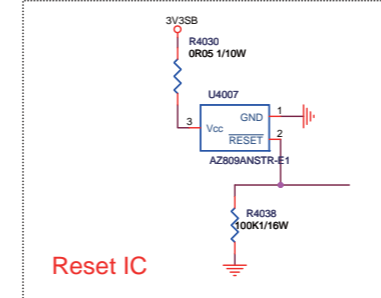 3V3SB
R4030
0R05 1/10W
U4007
GND
1
3
Vcc
RESET
2
AZ809ANSTR-E1
R4038
100K1/16W
Reset IC